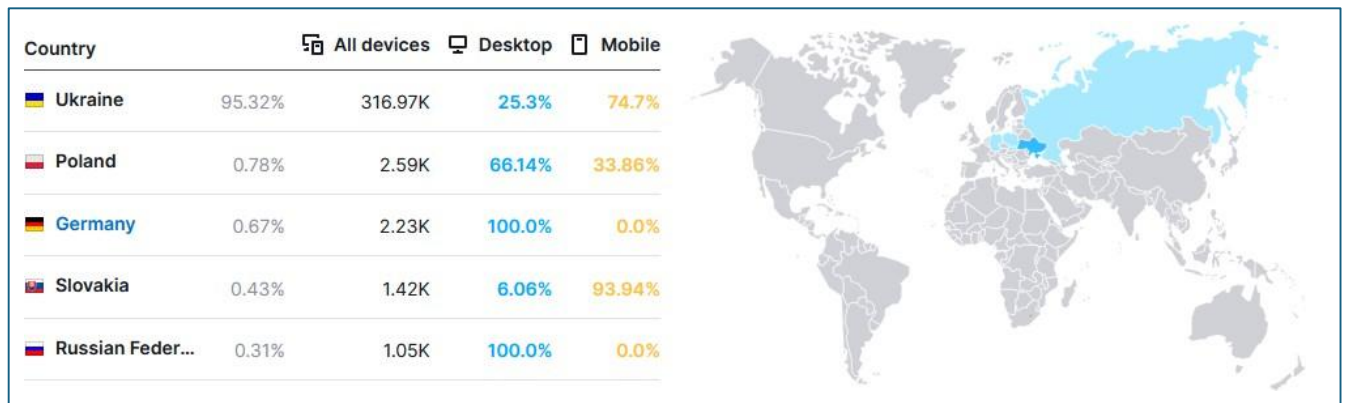 Country All devices Desktop Mobile
Ukraine 95.32% 316.97K 25.3% 74.7%
Poland 0.78% 2.59K 66.14% 33.86%
Germany 0.67% 2.23K 100.0% 0.0%
Slovakia 0.43% 1.42K 6.06% 93.94%
Russian Feder... 0.31% 1.05K 100.0% 0.0%